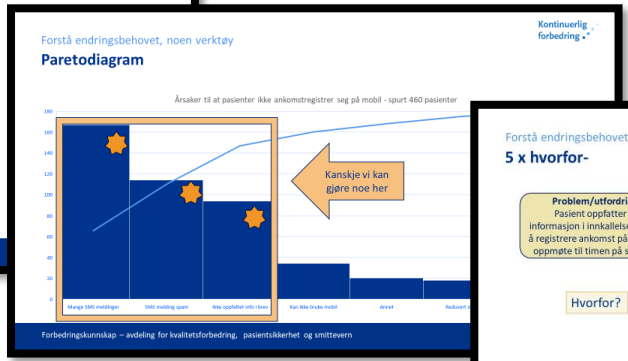 Kontinuerlig
forbedring
Forstå endringsbehovet, noen verktøy
Paretodiagram
Årsaker til at pasienter ikke ankomstregistrer seg på mobil - spurt 460 pasienter
180
160
140
120
100
80
60
40
20
0
Kanskje vi kan
gjøre noe her
Mange SMS meldinger
SMS melding spam
Ikke oppfattet info i brev
Kan ikke bruke mobil
Annet
Redusert
Forbedringskunnskap – avdeling for kvalitetsforbedring, pasientsikkerhet og smittevern
Forstå endringsbehovet
5 x hvorfor-
Problem/utfordri
Pasient oppfatter
informasjon i innkallelse
å registrere ankomst på
oppmøte til timen på s
Hvorfor?